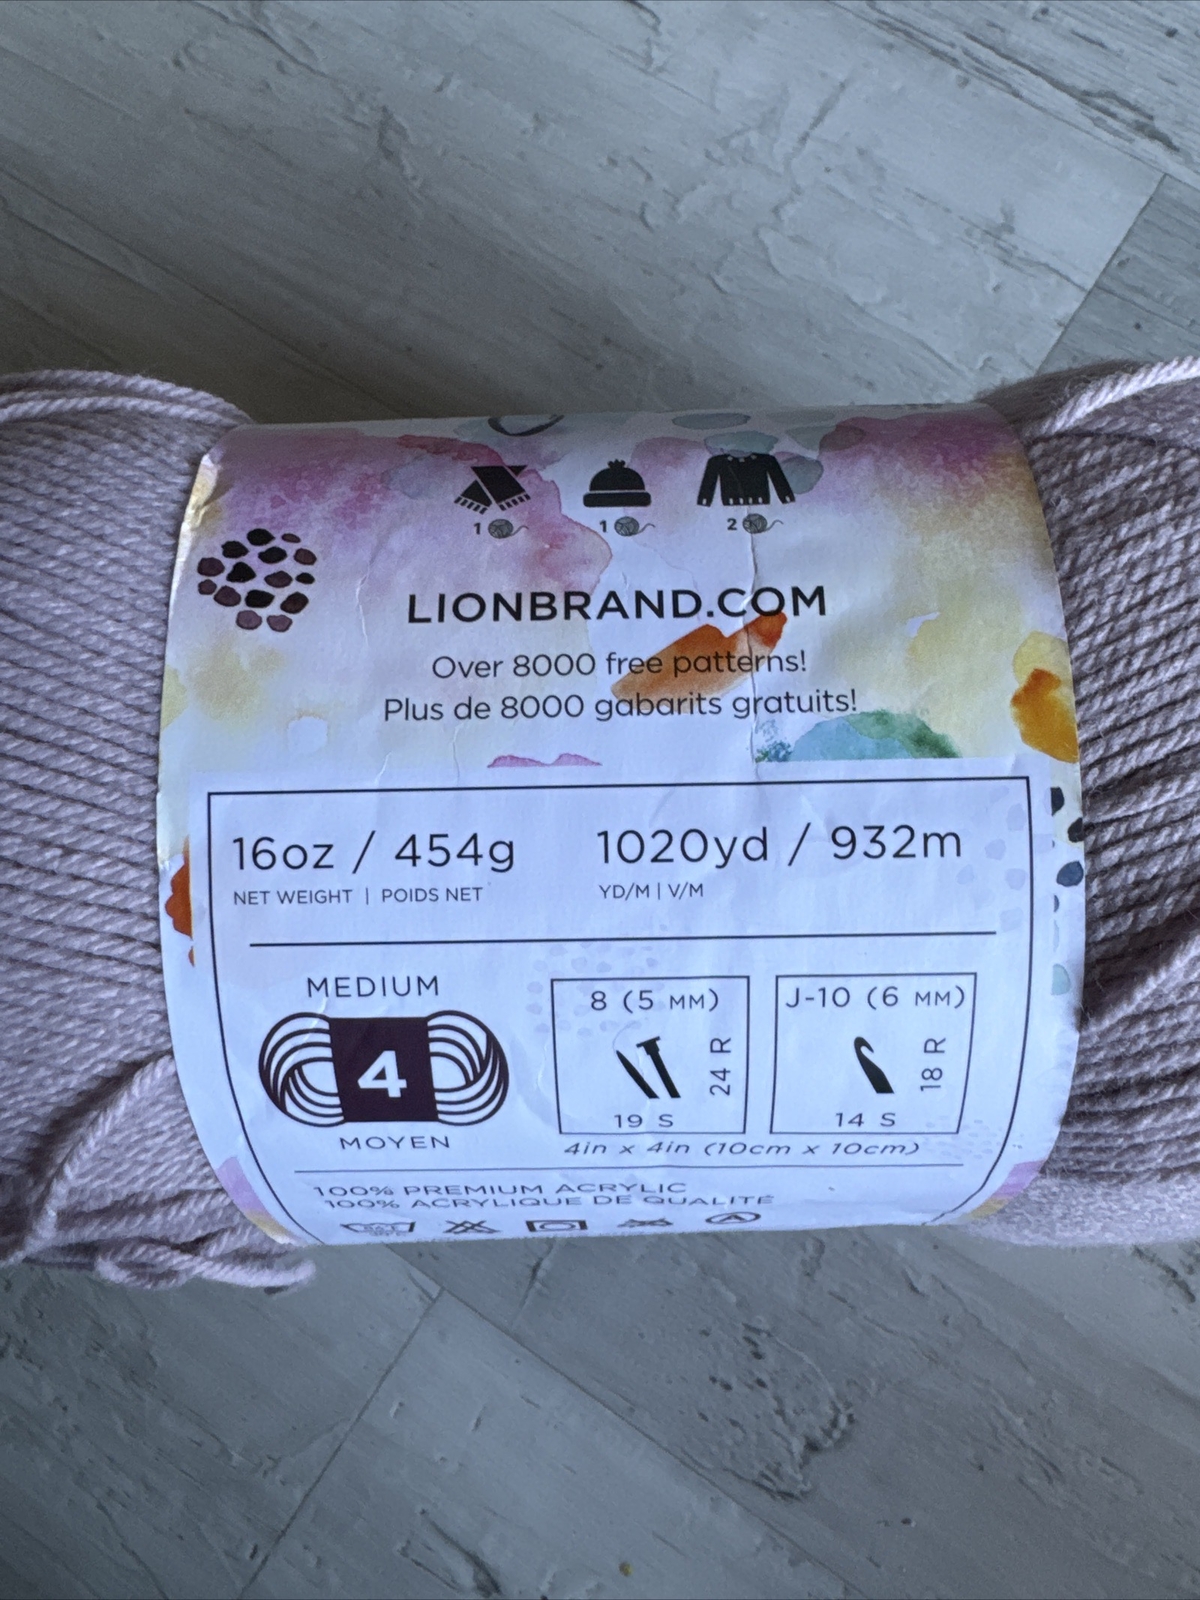 1 1 2
LIONBRAND.COM
Over 8000 free patterns!
Plus de 8000 gabarits gratuits!
16oz / 454g 1020yd / 932m
NET WEIGHT | POIDS NET YD/M | V/M
MEDIUM
4
MOYEN
8 (5 MM)
24 R
19 S
J-10 (6 MM)
18 R
14 S
4in x 4in (10cm x 10cm)
100% PREMIUM ACRYLIC
100% ACRYLIQUE DE QUALITÉ
A